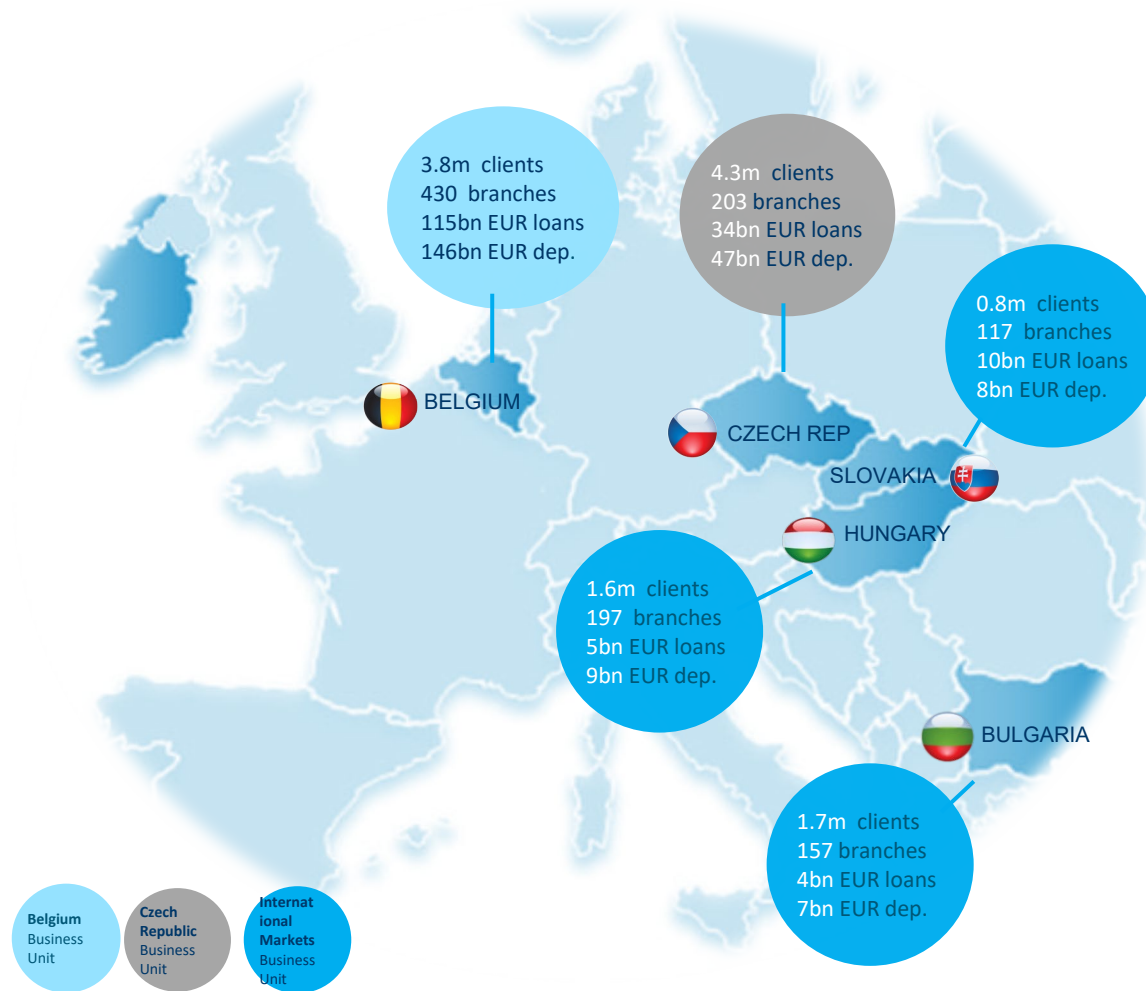 3.8m clients
430 branches
115bn EUR loans
146bn EUR dep.
4.3m clients
203 branches
34bn EUR loans
47bn EUR dep.
0.8m clients
117 branches
10bn EUR loans
8bn EUR dep.
BELGIUM
CZECH REP
SLOVAKIA
HUNGARY
1.6m clients
197 branches
5bn EUR loans
9bn EUR dep.
BULGARIA
1.7m clients
157 branches
4bn EUR loans
7bn EUR dep.
Belgium
Business
Unit
Czech
Republic
Business
Unit
Internat
ional
Markets
Business
Unit